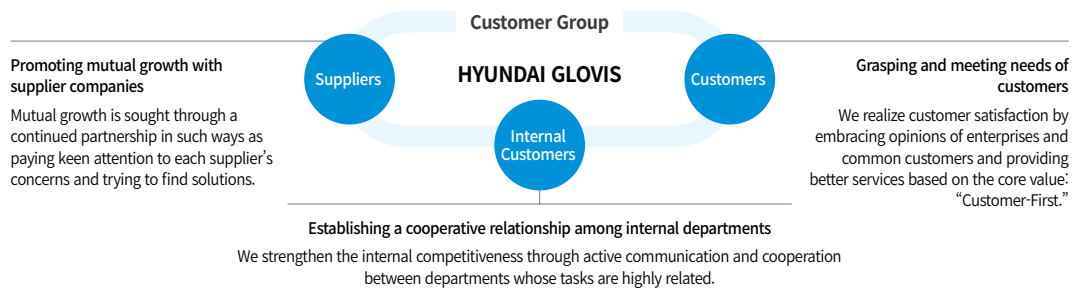 Customer Group
HYUNDAI GLOVIS
Suppliers
Customers
Internal
Customers
Promoting mutual growth with
supplier companies
Mutual growth is sought through a
continued partnership in such ways as
paying keen attention to each supplier's
concerns and trying to find solutions.
Grasping and meeting needs of
customers
We realize customer satisfaction by
embracing opinions of enterprises and
common customers and providing
better services based on the core value:
“Customer-First.”
Establishing a cooperative relationship among internal departments
We strengthen the internal competitiveness through active communication and cooperation
between departments whose tasks are highly related.